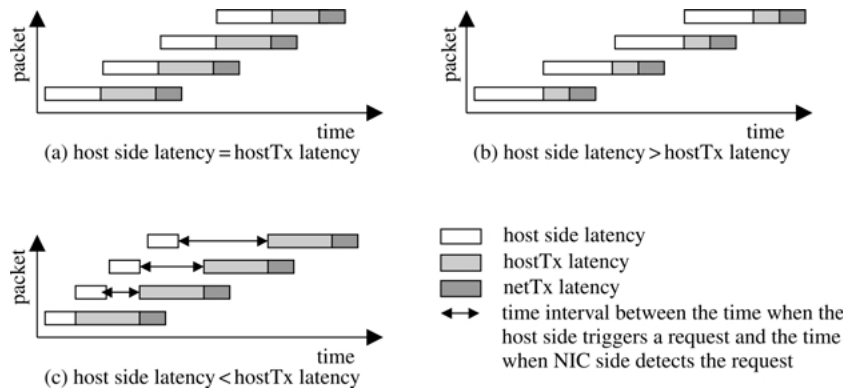 packet
time
(a) host side latency = hostTx latency
packet
time
(b) host side latency > hostTx latency
packet
time
(c) host side latency < hostTx latency
host side latency
hostTx latency
netTx latency
time interval between the time when the
host side triggers a request and the time
when NIC side detects the request